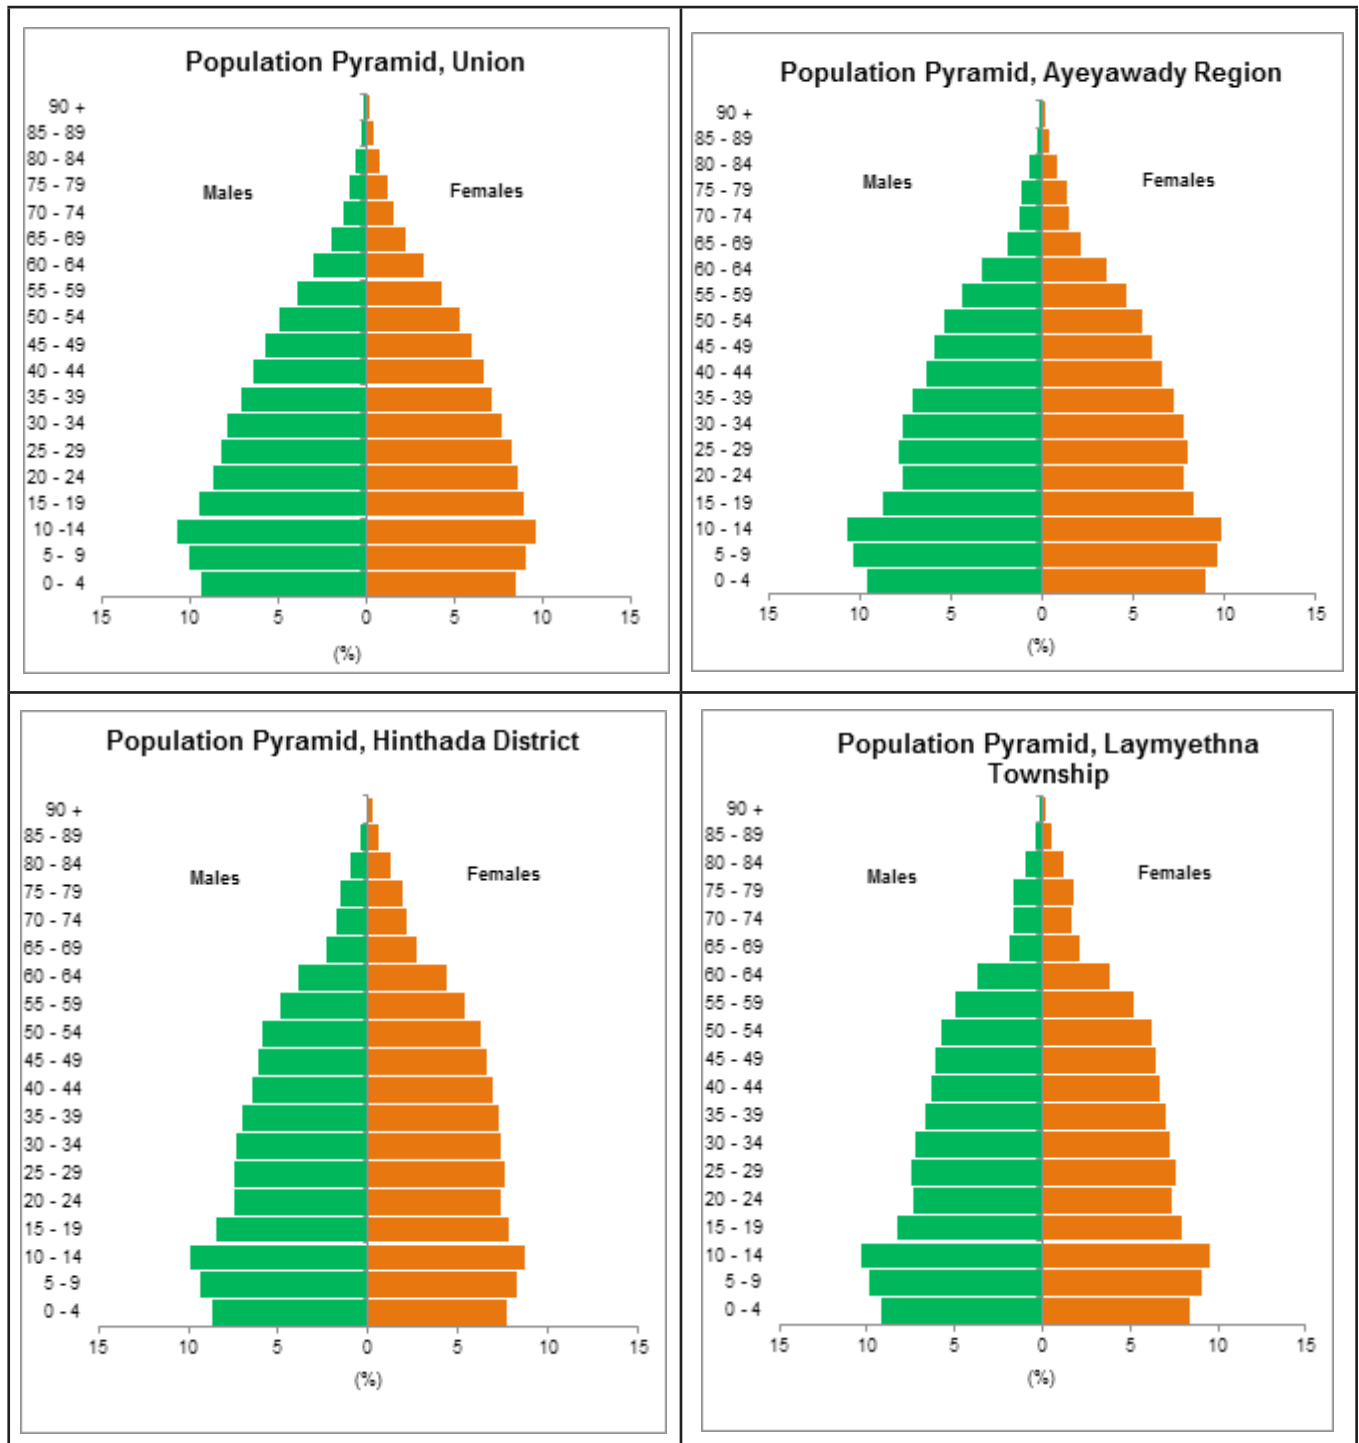 Population Pyramid, Union
90 +
85 - 89
80 - 84
75 - 79
70 - 74
65 - 69
60 - 64
55 - 59
50 - 54
45 - 49
40 - 44
35 - 39
30 - 34
25 - 29
20 - 24
15 - 19
10 -14
5 - 9
0 - 4
Males
Females
15 10 5 0 5 10 15
(%)
Population Pyramid, Ayeyawady Region
90 +
85 - 89
80 - 84
75 - 79
70 - 74
65 - 69
60 - 64
55 - 59
50 - 54
45 - 49
40 - 44
35 - 39
30 - 34
25 - 29
20 - 24
15 - 19
10 - 14
5 - 9
0 - 4
Males
Females
15 10 5 0 5 10 15
(%)
Population Pyramid, Hinthada District
90 +
85 - 89
80 - 84
75 - 79
70 - 74
65 - 69
60 - 64
55 - 59
50 - 54
45 - 49
40 - 44
35 - 39
30 - 34
25 - 29
20 - 24
15 - 19
10 - 14
5 - 9
0 - 4
Males
Females
15 10 5 0 5 10 15
(%)
Population Pyramid, Laymyethna
Township
90 +
85 - 89
80 - 84
75 - 79
70 - 74
65 - 69
60 - 64
55 - 59
50 - 54
45 - 49
40 - 44
35 - 39
30 - 34
25 - 29
20 - 24
15 - 19
10 - 14
5 - 9
0 - 4
Males
Females
15 10 5 0 5 10 15
(%)